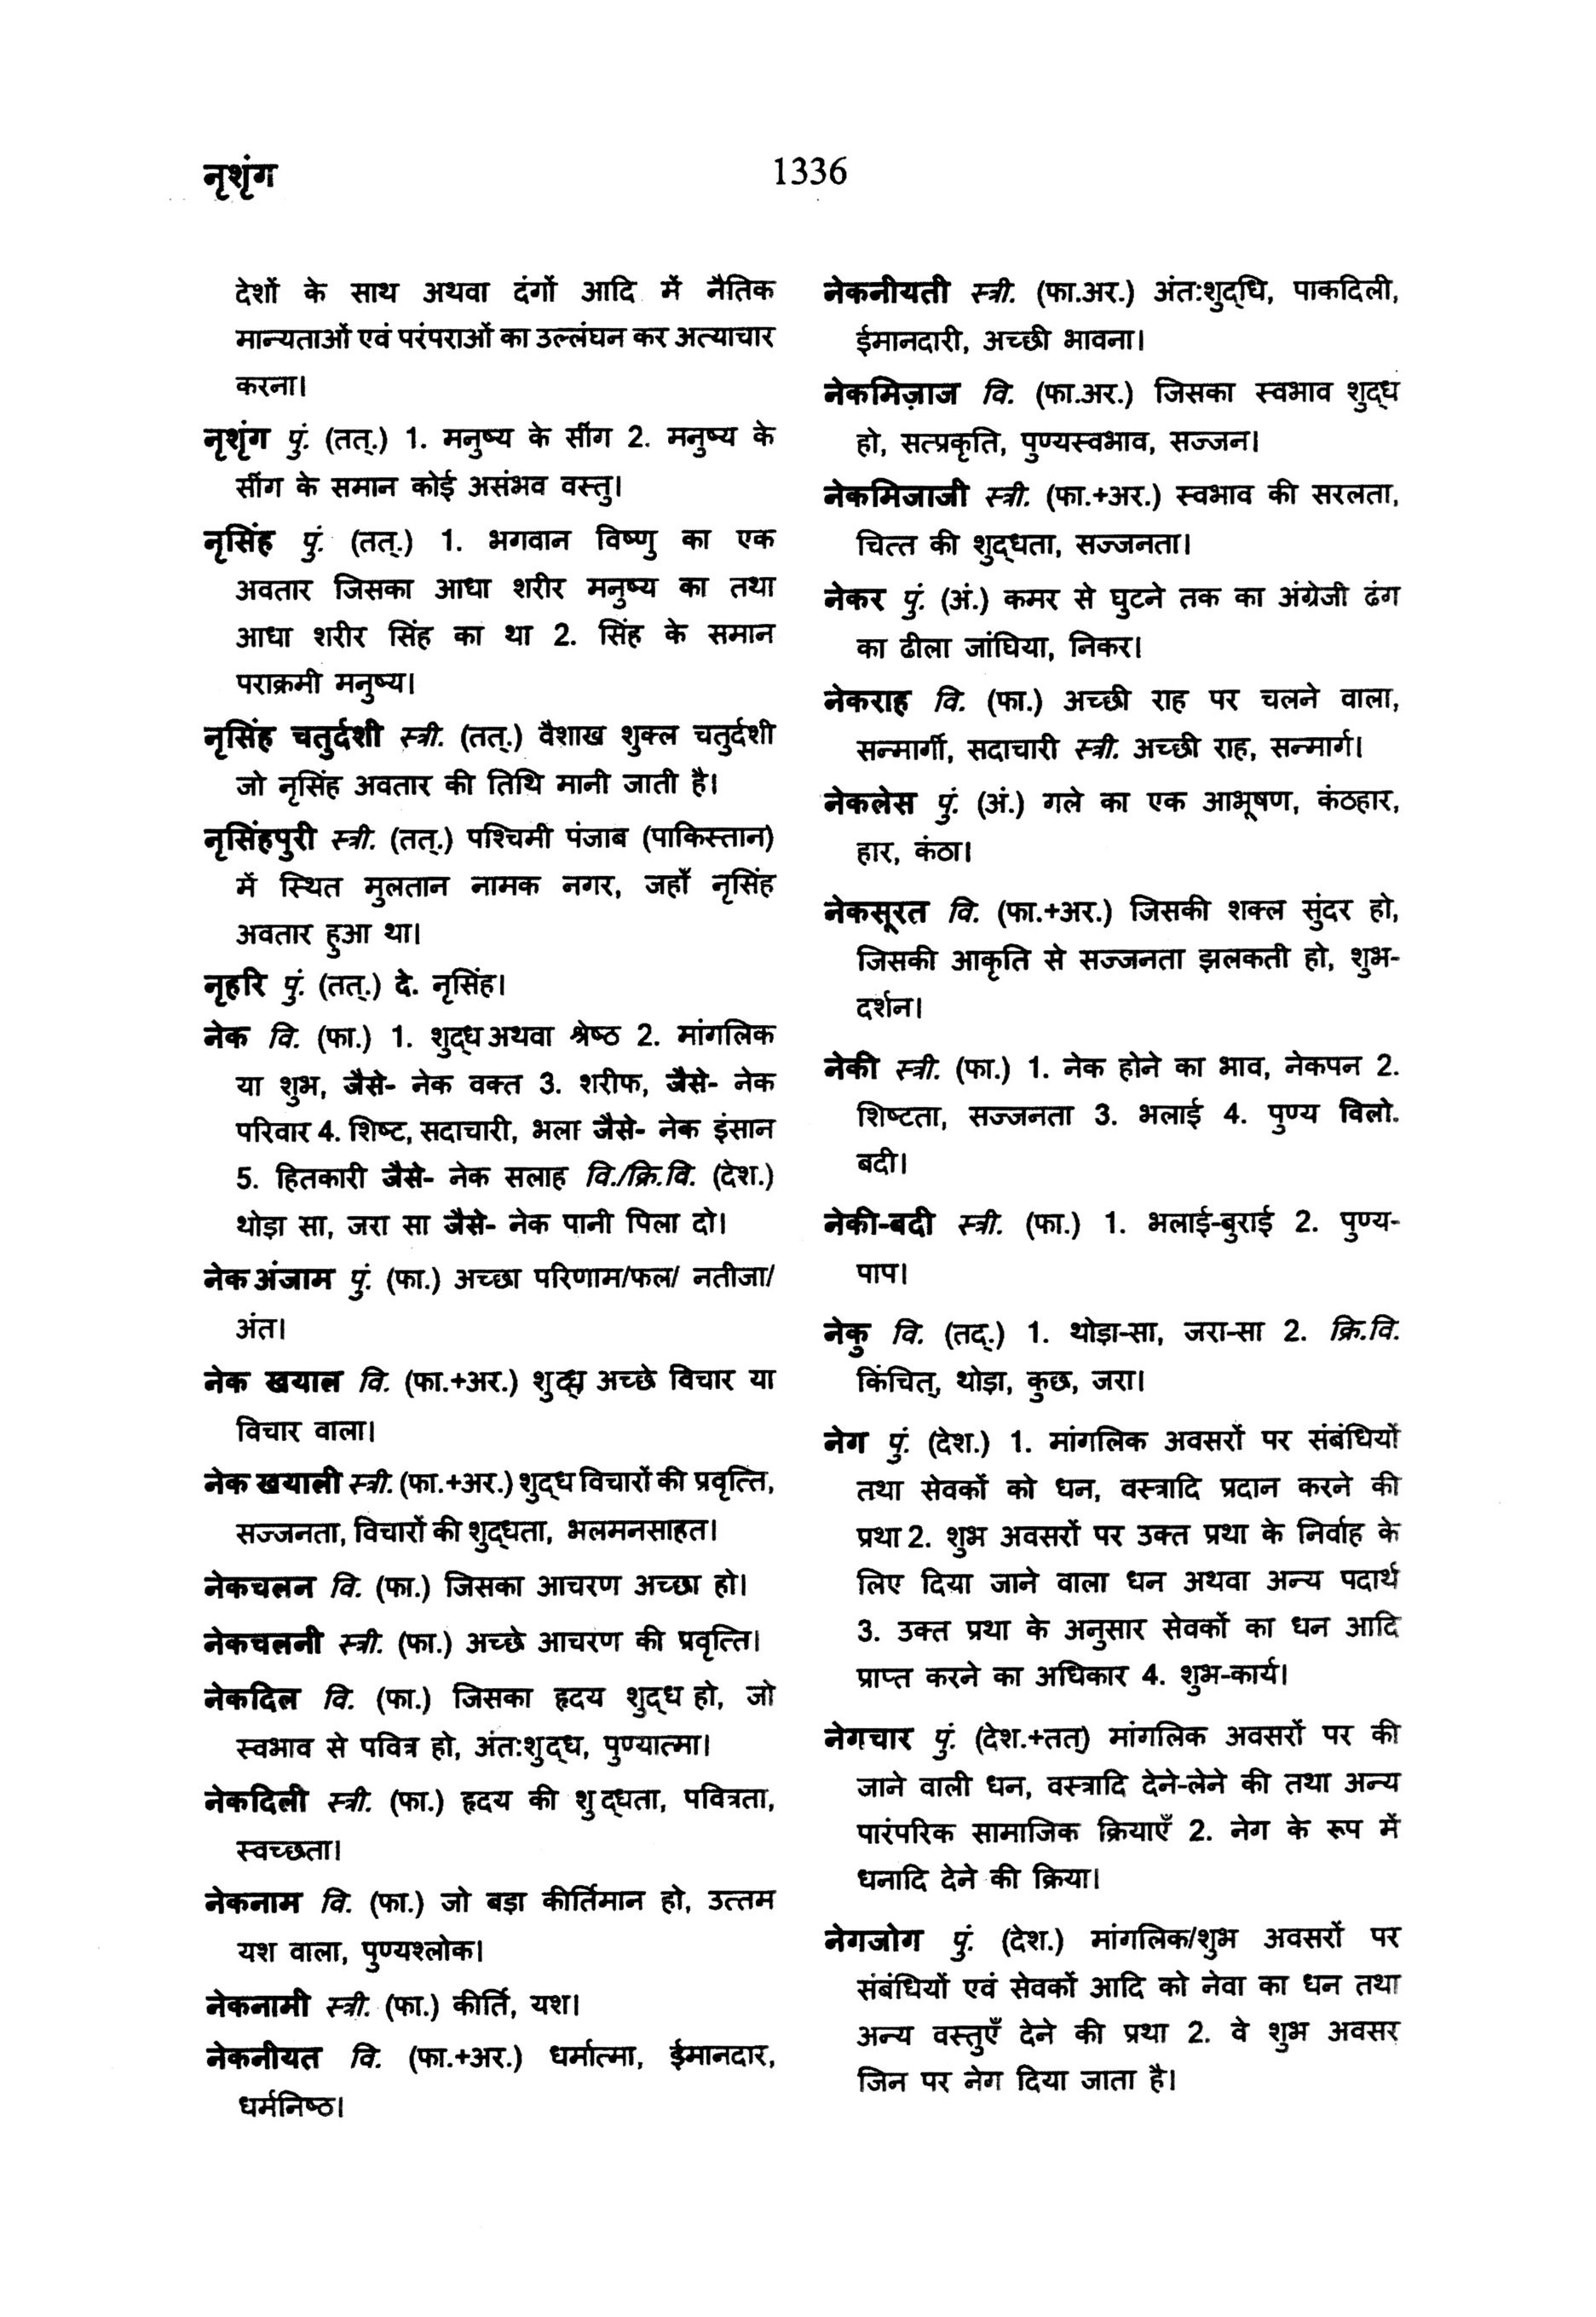 नृशृंग
1336
देशों के साथ अथवा दंगों आदि में नैतिक
मान्यताओं एवं परंपराओं का उल्लंघन कर अत्याचार
करना।
नृशृंग पुं. (तत्.) 1. मनुष्य के सींग 2. मनुष्य के
सींग के समान कोई असंभव वस्तु।
नृसिंह पुं. (तत्.) 1. भगवान विष्णु का एक
अवतार जिसका आधा शरीर मनुष्य का तथा
आधा शरीर सिंह का था 2. सिंह के समान
पराक्रमी मनुष्य।
नृसिंह चतुर्दशी स्त्री. (तत्.) वैशाख शुक्ल चतुर्दशी
जो नृसिंह अवतार की तिथि मानी जाती है।
नृसिंहपुरी स्त्री. (तत्.) पश्चिमी पंजाब (पाकिस्तान)
में स्थित मुलतान नामक नगर, जहाँ नृसिंह
अवतार हुआ था।
नृहरि पुं. (तत्.) दे. नृसिंह।
नेक वि. (फा.) 1. शुद्ध अथवा श्रेष्ठ 2. मांगलिक
या शुभ, जैसे- नेक वक्त 3. शरीफ, जैसे- नेक
परिवार 4. शिष्ट, सदाचारी, भला जैसे- नेक इंसान
5. हितकारी जैसे- नेक सलाह वि./क्रि.वि. (देश.)
थोड़ा सा, जरा सा जैसे- नेक पानी पिला दो।
नेक अंजाम पुं. (फा.) अच्छा परिणाम/फल/ नतीजा/
अंत।
नेक खयाल वि. (फा.+अर.) शुद्ध अच्छे विचार या
विचार वाला।
नेक खयाली स्त्री. (फा.+अर.) शुद्ध विचारों की प्रवृत्ति,
सज्जनता, विचारों की शुद्धता, भलमनसाहत।
नेकचलन वि. (फा.) जिसका आचरण अच्छा हो।
नेकचलनी स्त्री. (फा.) अच्छे आचरण की प्रवृत्ति।
नेकदिल वि. (फा.) जिसका हृदय शुद्ध हो, जो
स्वभाव से पवित्र हो, अंत:शुद्ध, पुण्यात्मा।
नेकदिली स्त्री. (फा.) हृदय की शुद्धता, पवित्रता,
स्वच्छता।
नेकनाम वि. (फा.) जो बड़ा कीर्तिमान हो, उत्तम
यश वाला, पुण्यश्लोक।
नेकनामी स्त्री. (फा.) कीर्ति, यश।
नेकनीयत वि. (फा.+अर.) धर्मात्मा, ईमानदार,
धर्मनिष्ठ।
नेकनीयती स्त्री. (फा.अर.) अंत:शुद्धि, पाकदिली,
ईमानदारी, अच्छी भावना।
नेकमिज़ाज वि. (फा.अर.) जिसका स्वभाव शुद्ध
हो, सत्प्रकृति, पुण्यस्वभाव, सज्जन।
नेकमिजाजी स्त्री. (फा.+अर.) स्वभाव की सरलता,
चित्त की शुद्धता, सज्जनता।
नेकर पुं. (अं.) कमर से घुटने तक का अंग्रेजी ढंग
का ढीला जांघिया, निकर।
नेकराह वि. (फा.) अच्छी राह पर चलने वाला,
सन्मार्गी, सदाचारी स्त्री. अच्छी राह, सन्मार्ग।
नेकलेस पुं. (अं.) गले का एक आभूषण, कंठहार,
हार, कंठा।
नेकसूरत वि. (फा.+अर.) जिसकी शक्ल सुंदर हो,
जिसकी आकृति से सज्जनता झलकती हो, शुभ-
दर्शन।
नेकी स्त्री. (फा.) 1. नेक होने का भाव, नेकपन 2.
शिष्टता, सज्जनता 3. भलाई 4. पुण्य विलो.
बदी।
नेकी-बदी स्त्री. (फा.) 1. भलाई-बुराई 2. पुण्य-
पाप।
नेकु वि. (तद्.) 1. थोड़ा-सा, जरा-सा 2. क्रि.वि.
किंचित्, थोड़ा, कुछ, जरा।
नेग पुं. (देश.) 1. मांगलिक अवसरों पर संबंधियों
तथा सेवकों को धन, वस्त्रादि प्रदान करने की
प्रथा 2. शुभ अवसरों पर उक्त प्रथा के निर्वाह के
लिए दिया जाने वाला धन अथवा अन्य पदार्थ
3. उक्त प्रथा के अनुसार सेवकों का धन आदि
प्राप्त करने का अधिकार 4. शुभ-कार्य।
नेगचार पुं. (देश.+तत्) मांगलिक अवसरों पर की
जाने वाली धन, वस्त्रादि देने-लेने की तथा अन्य
पारंपरिक सामाजिक क्रियाएँ 2. नेग के रूप में
धनादि देने की क्रिया।
नेगजोग पुं. (देश.) मांगलिक/शुभ अवसरों पर
संबंधियों एवं सेवकों आदि को नेवा का धन तथा
अन्य वस्तुएँ देने की प्रथा 2. वे शुभ अवसर
जिन पर नेग दिया जाता है।